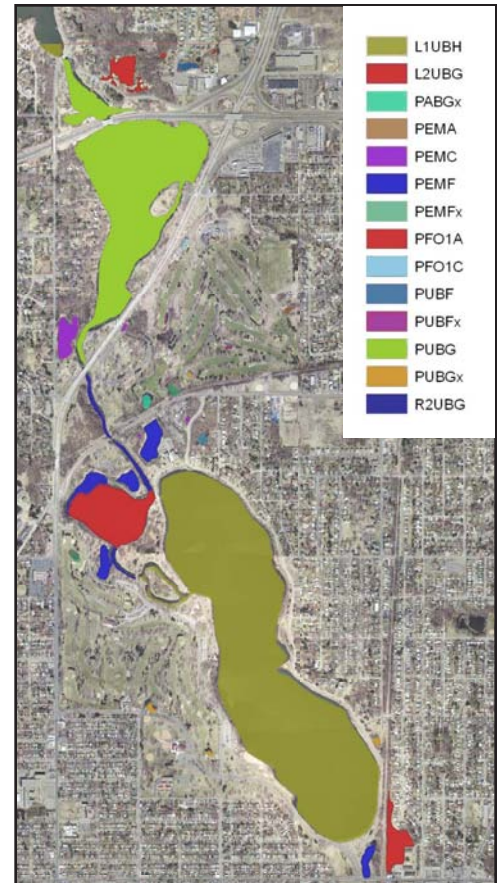 L1UBH
L2UBG
PABGx
PEMA
PEMC
PEMF
PEMFx
PFO1A
PFO1C
PUBF
PUBFx
PUBG
PUBGx
R2UBG